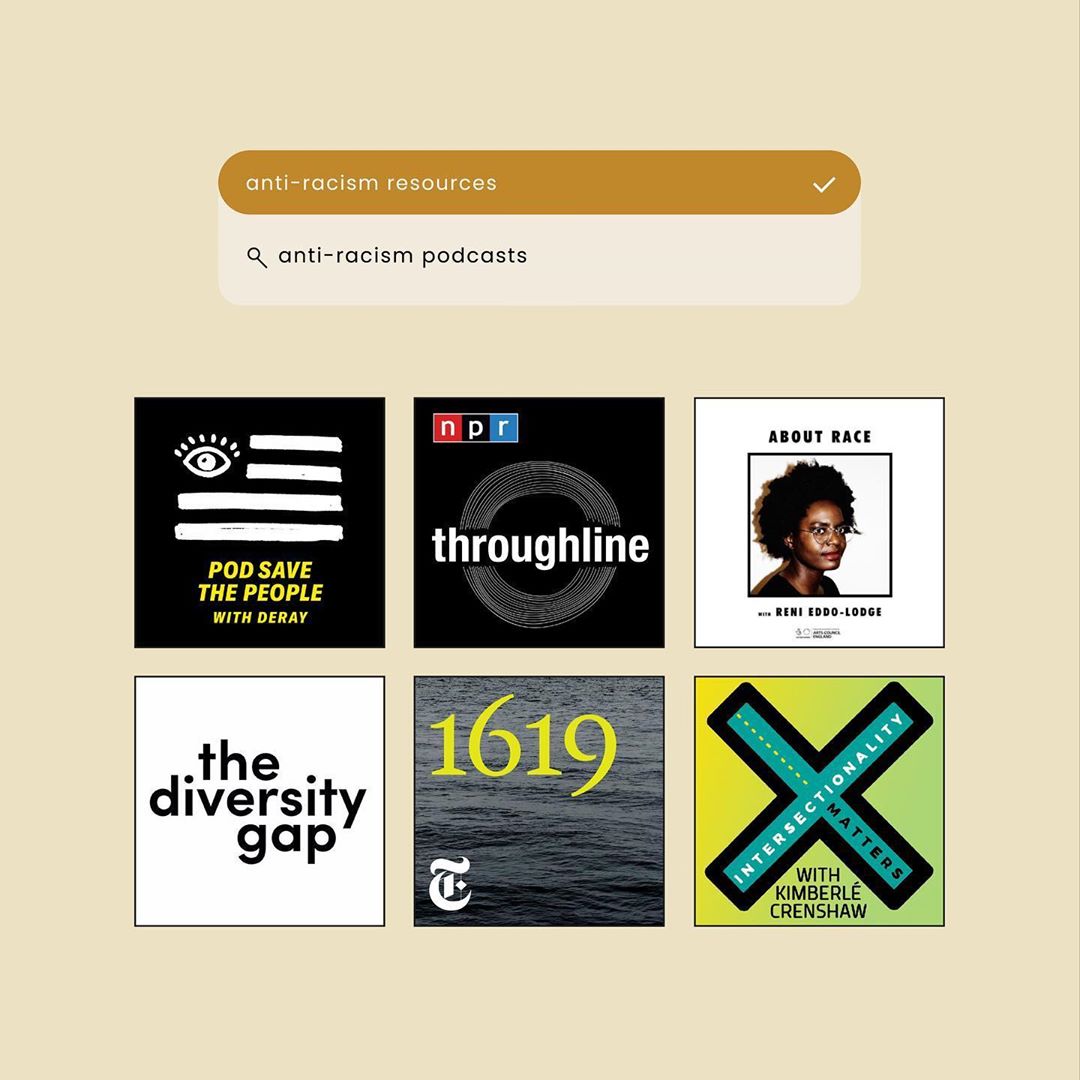 anti-racism resources
anti-racism podcasts
POD SAVE
THE PEOPLE
WITH DERAY
npr
throughline
ABOUT RACE
WITH RENI EDDO-LODGE
ARTS COUNCIL
ENGLAND
the
diversity
gap
1619
T
INTERSECTIONALITY
MATTERS
WITH
KIMBERLÉ
CRENSHAW